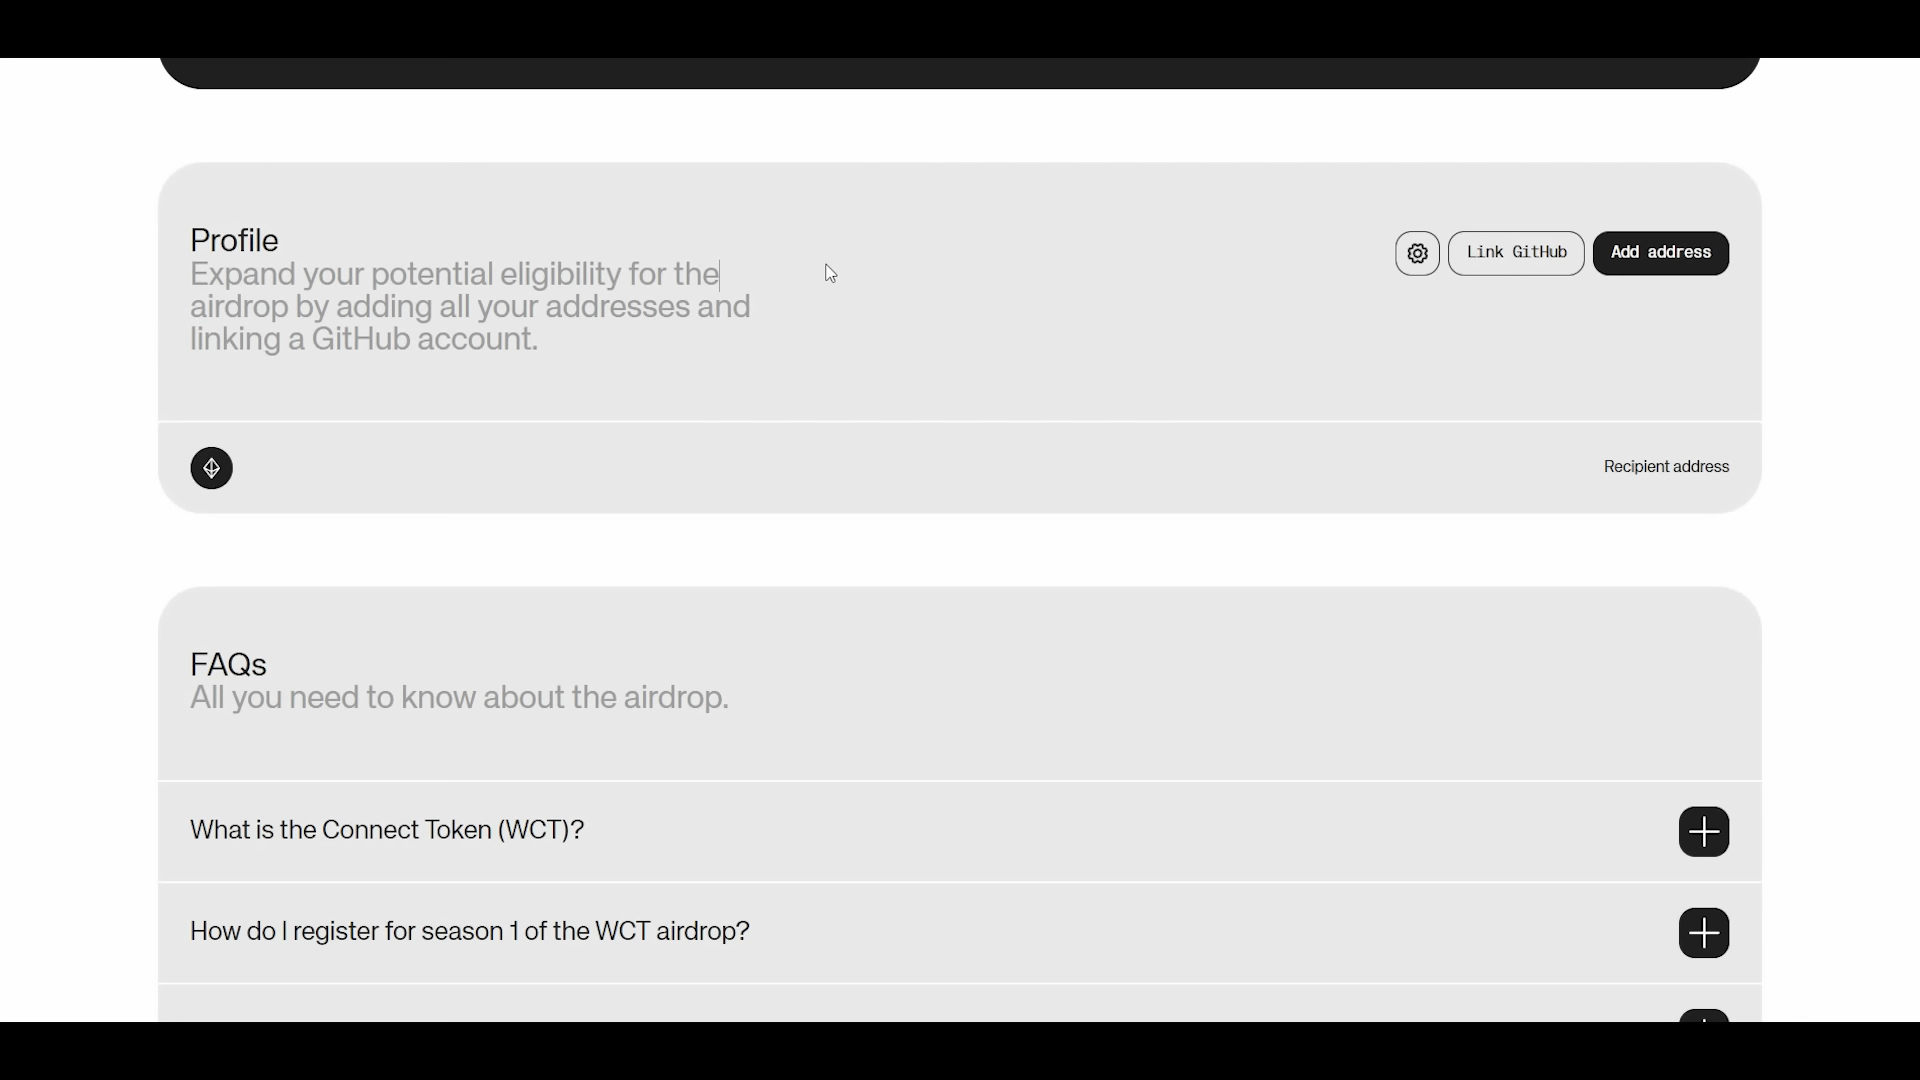 Profile
Link GitHub
Add address
Expand your potential eligibility for the
airdrop by adding all your addresses and
linking a GitHub account.
Recipient address
FAQs
All you need to know about the airdrop.
What is the Connect Token (WCT)?
How do I register for season 1 of the WCT airdrop?